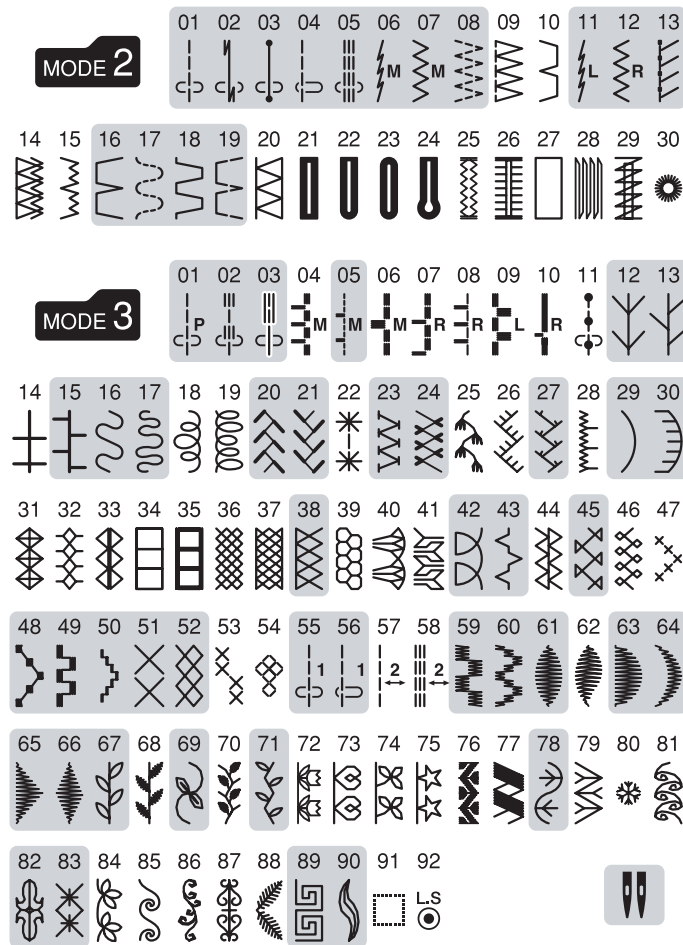 01 02 03 04 05 06 07 08 09 10 11 12 13
MODE 2
M M L R
14 15 16 17 18 19 20 21 22 23 24 25 26 27 28 29 30
01 02 03 04 05 06 07 08 09 10 11 12 13
MODE 3
P M M M R R L R
14 15 16 17 18 19 20 21 22 23 24 25 26 27 28 29 30
31 32 33 34 35 36 37 38 39 40 41 42 43 44 45 46 47
48 49 50 51 52 53 54 55 56 57 58 59 60 61 62 63 64
1 1 2 2
65 66 67 68 69 70 71 72 73 74 75 76 77 78 79 80 81
82 83 84 85 86 87 88 89 90 91 92
L.S